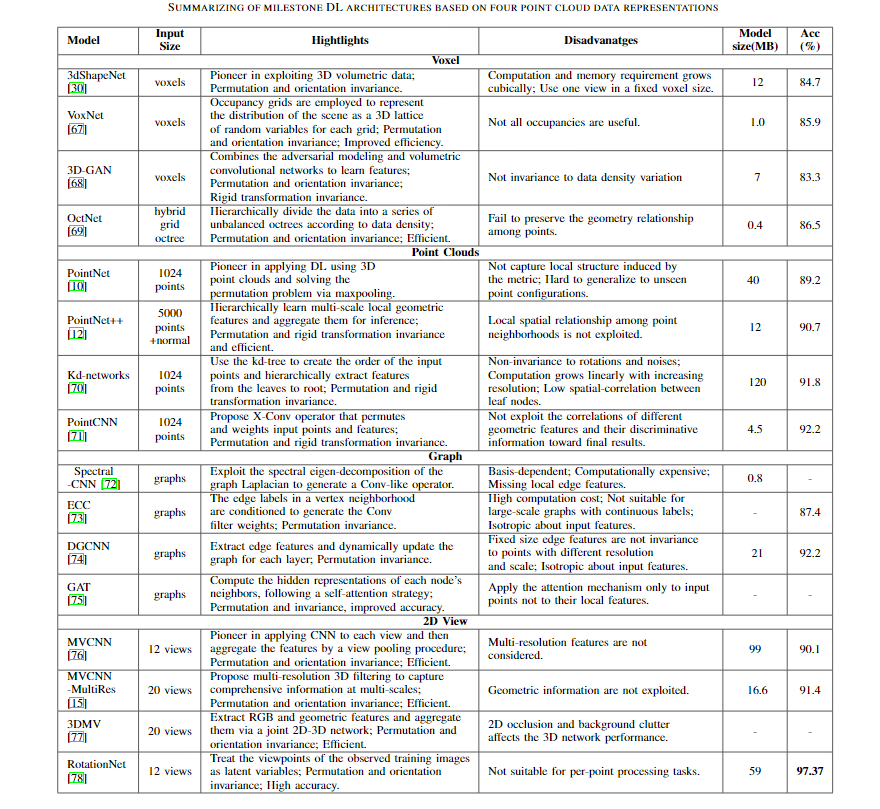 SUMMARIZING OF MILESTONE DL ARCHITECTURES BASED ON FOUR POINT CLOUD DATA REPRESENTATIONS
Model | Input Size | Hightlights | Disadvanatges | Model size(MB) | Acc (%)
Voxel
3dShapeNet [30] | voxels | Pioneer in exploiting 3D volumetric data; Permutation and orientation invariance. | Computation and memory requirement grows cubically; Use one view in a fixed voxel size. | 12 | 84.7
VoxNet [67] | voxels | Occupancy grids are employed to represent the distribution of the scene as a 3D lattice of random variables for each grid; Permutation and orientation invariance; Improved efficiency. | Not all occupancies are useful. | 1.0 | 85.9
3D-GAN [68] | voxels | Combines the adversarial modeling and volumetric convolutional networks to learn features; Permutation and orientation invariance; Rigid transformation invariance. | Not invariance to data density variation | 7 | 83.3
OctNet [69] | hybrid grid octree | Hierarchically divide the data into a series of unbalanced octrees according to data density; Permutation and orientation invariance; Efficient. | Fail to preserve the geometry relationship among points. | 0.4 | 86.5
Point Clouds
PointNet [10] | 1024 points | Pioneer in applying DL using 3D point clouds and solving the permutation problem via maxpooling. | Not capture local structure induced by the metric; Hard to generalize to unseen point configurations. | 40 | 89.2
PointNet++ [12] | 5000 points +normal | Hierarchically learn multi-scale local geometric features and aggregate them for inference; Permutation and rigid transformation invariance and efficient. | Local spatial relationship among point neighborhoods is not exploited. | 12 | 90.7
Kd-networks [70] | 1024 points | Use the kd-tree to create the order of the input points and hierarchically extract features from the leaves to root; Permutation and rigid transformation invariance. | Non-invariance to rotations and noises; Computation grows linearly with increasing resolution; Low spatial-correlation between leaf nodes. | 120 | 91.8
PointCNN [71] | 1024 points | Propose X-Conv operator that permutes and weights input points and features; Permutation and rigid transformation invariance. | Not exploit the correlations of different geometric features and their discriminative information toward final results. | 4.5 | 92.2
Graph
Spectral -CNN [72] | graphs | Exploit the spectral eigen-decomposition of the graph Laplacian to generate a Conv-like operator. | Basis-dependent; Computationally expensive; Missing local edge features. | 0.8 | -
ECC [73] | graphs | The edge labels in a vertex neighborhood are conditioned to generate the Conv filter weights; Permutation invariance. | High computation cost; Not suitable for large-scale graphs with continuous labels; Isotropic about input features. | - | 87.4
DGCNN [74] | graphs | Extract edge features and dynamically update the graph for each layer; Permutation invariance. | Fixed size edge features are not invariance to points with different resolution and scale; Isotropic about input features. | 21 | 92.2
GAT [75] | graphs | Compute the hidden representations of each node's neighbors, following a self-attention strategy; Permutation and invariance, improved accuracy. | Apply the attention mechanism only to input points not to their local features. | - | -
2D View
MVCNN [76] | 12 views | Pioneer in applying CNN to each view and then aggregate the features by a view pooling procedure; Permutation and orientation invariance; Efficient. | Multi-resolution features are not considered. | 99 | 90.1
MVCNN -MultiRes [15] | 20 views | Propose multi-resolution 3D filtering to capture comprehensive information at multi-scales; Permutation and orientation invariance; Efficient. | Geometric information are not exploited. | 16.6 | 91.4
3DMV [77] | 20 views | Extract RGB and geometric features and aggregate them via a joint 2D-3D network; Permutation and orientation invariance; Efficient. | 2D occlusion and background clutter affects the 3D network performance. | - | -
RotationNet [78] | 12 views | Treat the viewpoints of the observed training images as latent variables; Permutation and orientation invariance; High accuracy. | Not suitable for per-point processing tasks. | 59 | 97.37